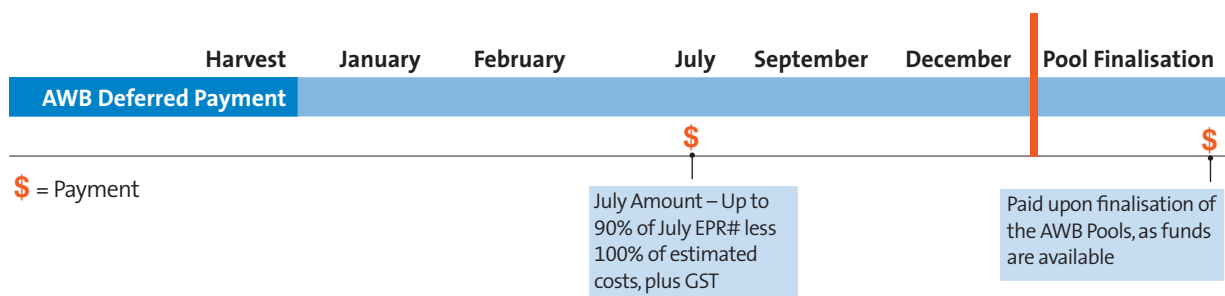 Harvest January February July September December Pool Finalisation
AWB Deferred Payment
$ $
$ = Payment
July Amount – Up to
90% of July EPR# less
100% of estimated
costs, plus GST
Paid upon finalisation of
the AWB Pools, as funds
are available